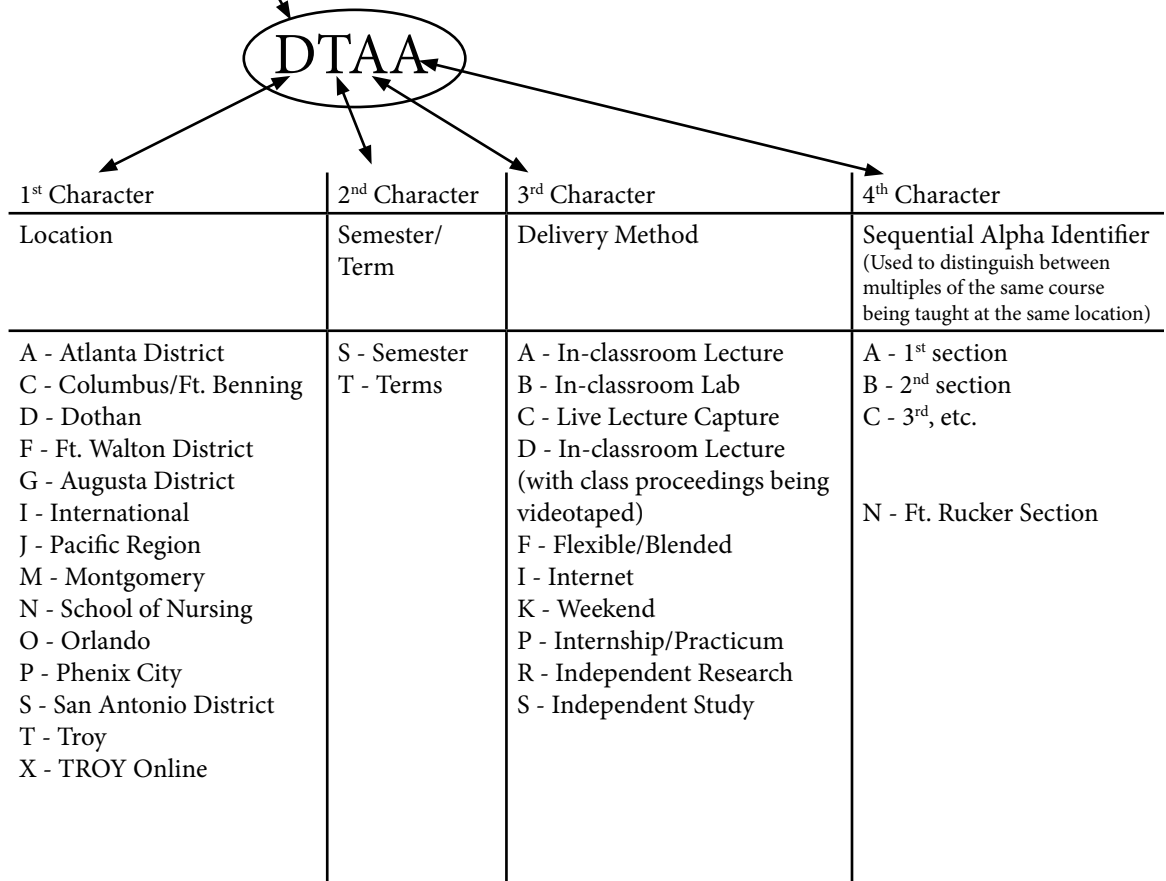 DTAA
1st Character
2nd Character
3rd Character
4th Character
Location
Semester/
Term
Delivery Method
Sequential Alpha Identifier
(Used to distinguish between
multiples of the same course
being taught at the same location)
A - Atlanta District
C - Columbus/Ft. Benning
D - Dothan
F - Ft. Walton District
G - Augusta District
I - International
J - Pacific Region
M - Montgomery
N - School of Nursing
O - Orlando
P - Phenix City
S - San Antonio District
T - Troy
X - TROY Online
S - Semester
T - Terms
A - In-classroom Lecture
B - In-classroom Lab
C - Live Lecture Capture
D - In-classroom Lecture
(with class proceedings being
videotaped)
F - Flexible/Blended
I - Internet
K - Weekend
P - Internship/Practicum
R - Independent Research
S - Independent Study
A - 1st section
B - 2nd section
C - 3rd, etc.
N - Ft. Rucker Section